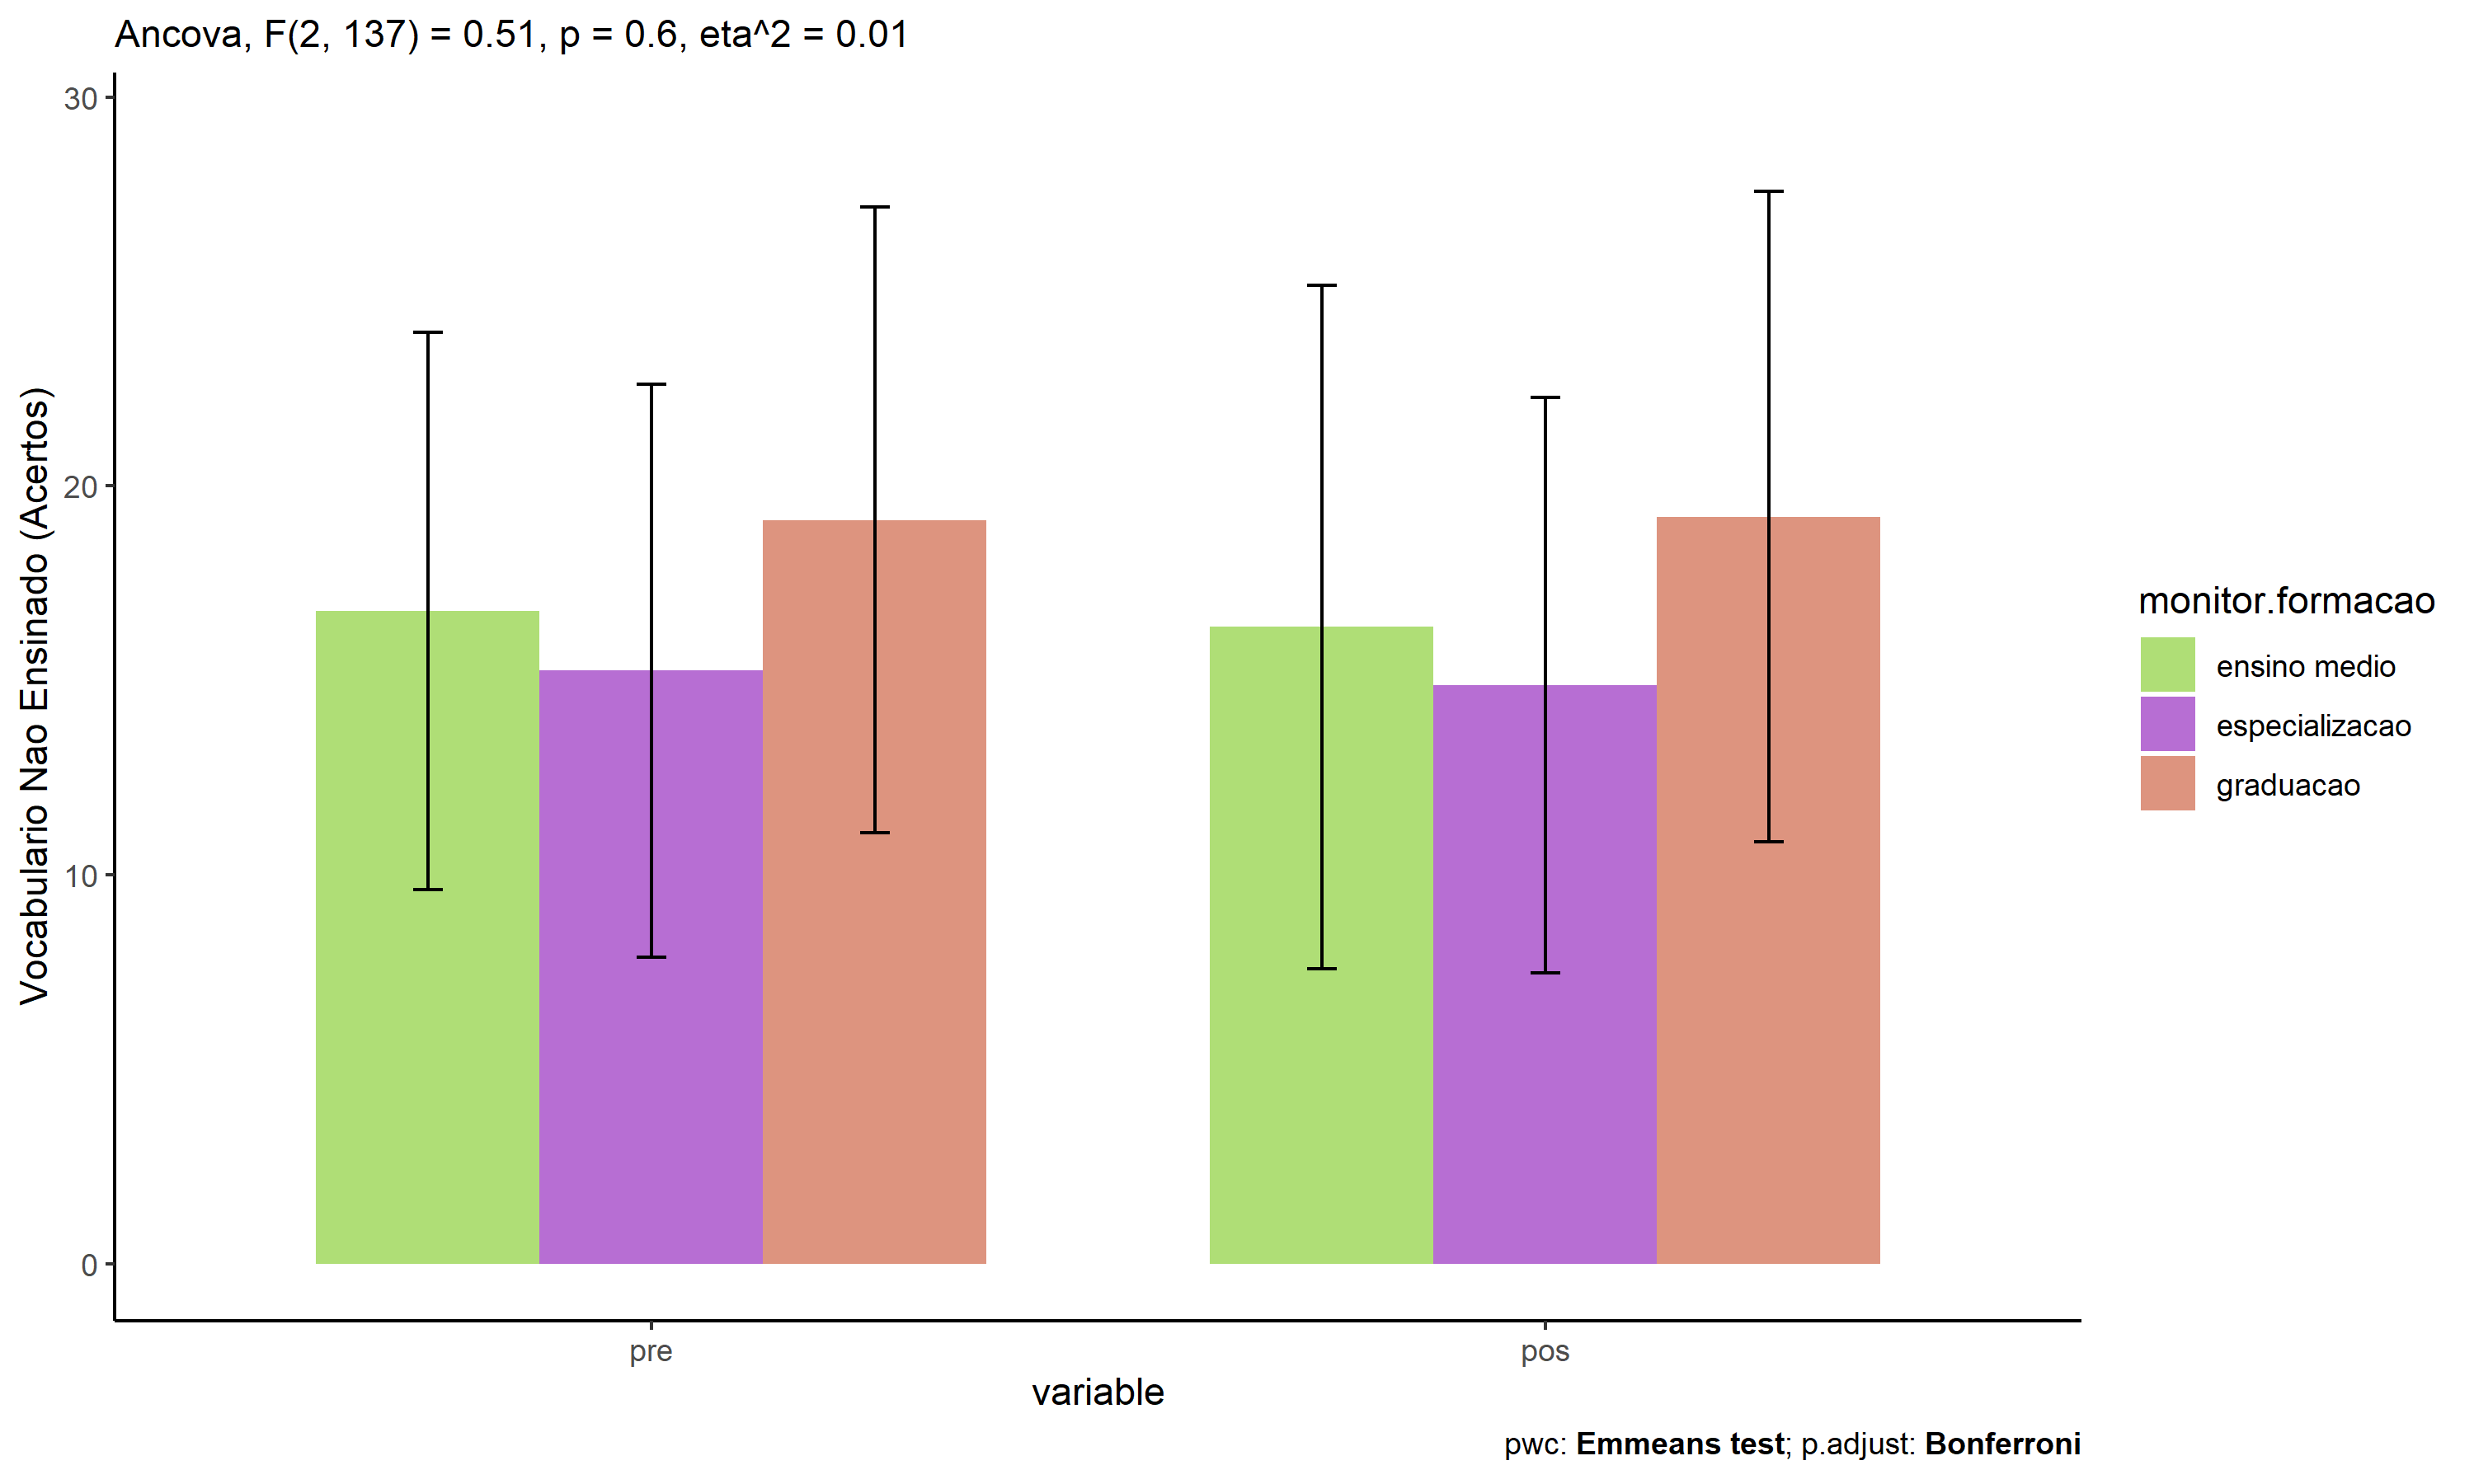 Ancova, F(2, 137) = 0.51, p = 0.6, eta^2 = 0.01
30
20
10
0
Vocabulario Nao Ensinado (Acertos)
pre
pos
variable
monitor.formacao
ensino medio
especializacao
graduacao
pwc: Emmeans test; p.adjust: Bonferroni